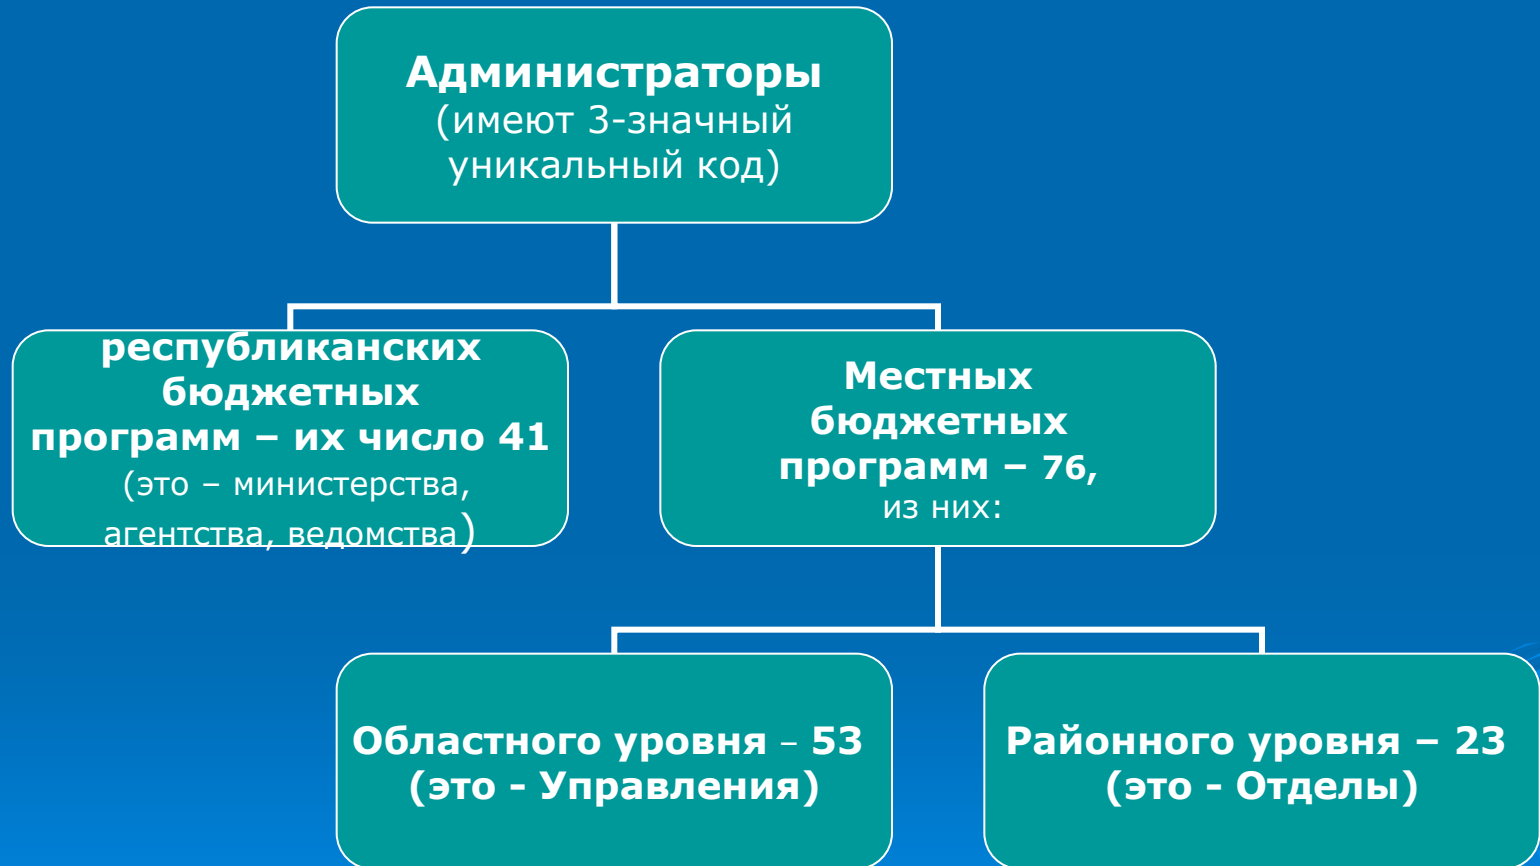 Администраторы
(имеют 3-значный
уникальный код)
республиканских
бюджетных
программ – их число 41
(это – министерства,
агентства, ведомства)
Местных
бюджетных
программ – 76,
из них:
Областного уровня – 53
(это - Управления)
Районного уровня – 23
(это - Отделы)